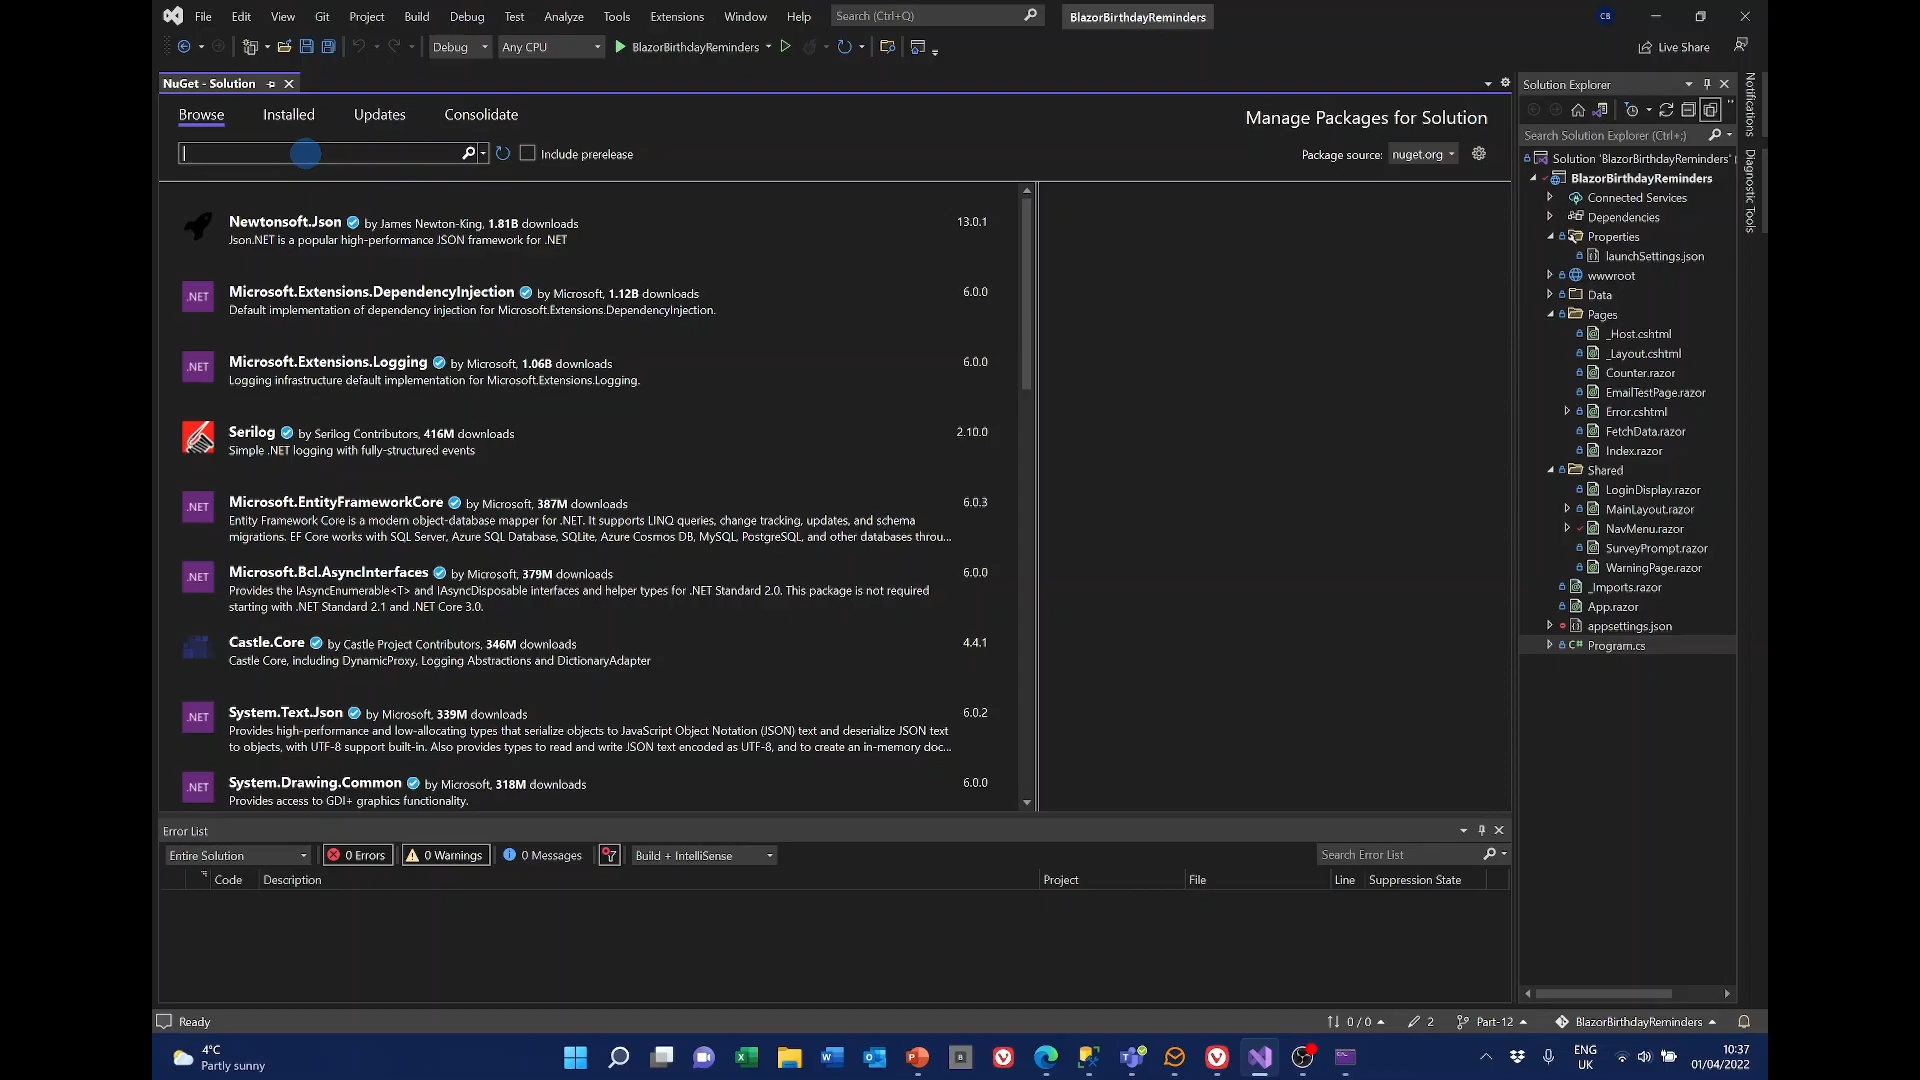 File Edit View Git Project Build Debug Test Analyze Tools Extensions Window Help Search (Ctrl+Q) BlazorBirthdayReminders CB
Debug Any CPU BlazorBirthdayReminders Live Share
NuGet - Solution
Browse Installed Updates Consolidate Manage Packages for Solution
Include prerelease Package source: nuget.org
Newtonsoft.Json by James Newton-King, 1.81B downloads 13.0.1
Json.NET is a popular high-performance JSON framework for .NET
.NET Microsoft.Extensions.DependencyInjection by Microsoft, 1.12B downloads 6.0.0
Default implementation of dependency injection for Microsoft.Extensions.DependencyInjection.
.NET Microsoft.Extensions.Logging by Microsoft, 1.06B downloads 6.0.0
Logging infrastructure default implementation for Microsoft.Extensions.Logging.
Serilog by Serilog Contributors, 416M downloads 2.10.0
Simple .NET logging with fully-structured events
.NET Microsoft.EntityFrameworkCore by Microsoft, 387M downloads 6.0.3
Entity Framework Core is a modern object-database mapper for .NET. It supports LINQ queries, change tracking, updates, and schema
migrations. EF Core works with SQL Server, Azure SQL Database, SQLite, Azure Cosmos DB, MySQL, PostgreSQL, and other databases throu...
.NET Microsoft.Bcl.AsyncInterfaces by Microsoft, 379M downloads 6.0.0
Provides the IAsyncEnumerable<T> and IAsyncDisposable interfaces and helper types for .NET Standard 2.0. This package is not required
starting with .NET Standard 2.1 and .NET Core 3.0.
Castle.Core by Castle Project Contributors, 346M downloads 4.4.1
Castle Core, including DynamicProxy, Logging Abstractions and DictionaryAdapter
.NET System.Text.Json by Microsoft, 339M downloads 6.0.2
Provides high-performance and low-allocating types that serialize objects to JavaScript Object Notation (JSON) text and deserialize JSON text
to objects, with UTF-8 support built-in. Also provides types to read and write JSON text encoded as UTF-8, and to create an in-memory doc...
.NET System.Drawing.Common by Microsoft, 318M downloads 6.0.0
Provides access to GDI+ graphics functionality.
Solution Explorer
Search Solution Explorer (Ctrl+;)
Solution 'BlazorBirthdayReminders'
BlazorBirthdayReminders
Connected Services
Dependencies
Properties
launchSettings.json
wwwroot
Data
Pages
_Host.cshtml
_Layout.cshtml
Counter.razor
EmailTestPage.razor
Error.cshtml
FetchData.razor
Index.razor
Shared
LoginDisplay.razor
MainLayout.razor
NavMenu.razor
SurveyPrompt.razor
WarningPage.razor
_Imports.razor
App.razor
appsettings.json
C# Program.cs
Notifications
Diagnostic Tools
Error List
Entire Solution 0 Errors 0 Warnings 0 Messages Build + IntelliSense Search Error List
Code Description Project File Line Suppression State
Ready 0 / 0 2 Part-12 BlazorBirthdayReminders
4°C
Partly sunny
ENG
UK
10:37
01/04/2022